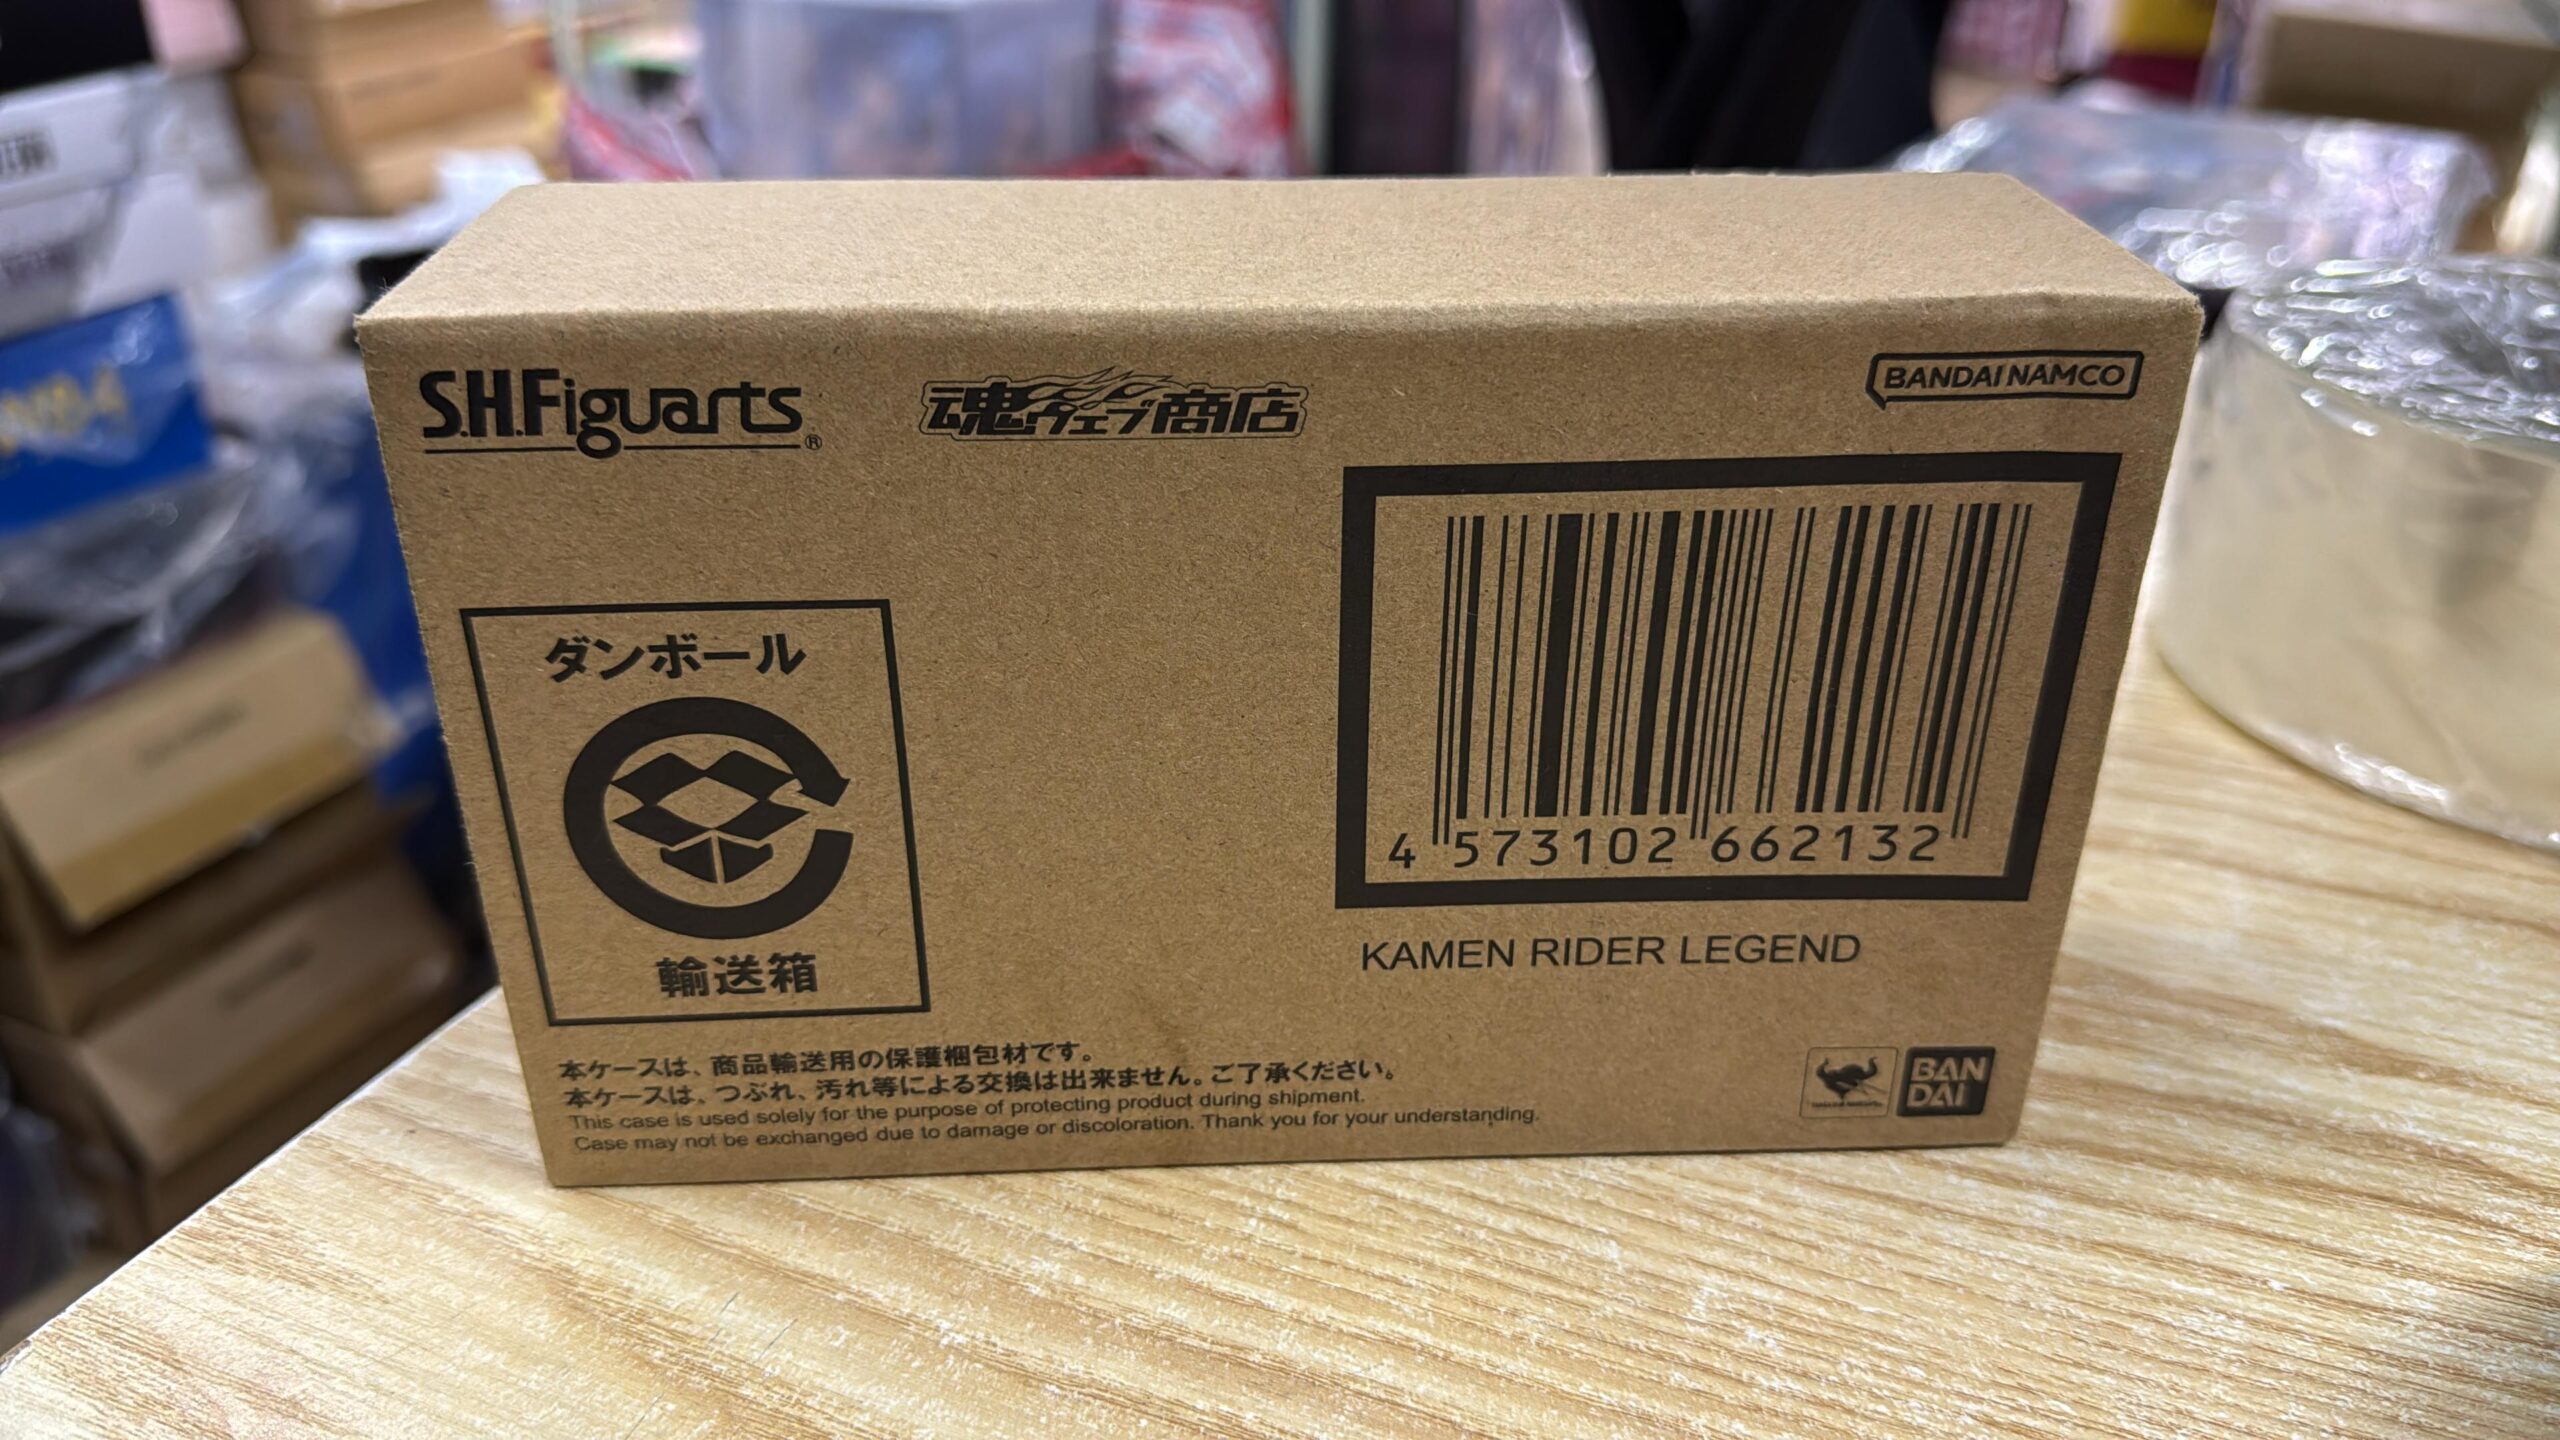 S.H.Figuarts®
魂ウェブ商店
BANDAI NAMCO
ダンボール
輸送箱
4 573102 662132
KAMEN RIDER LEGEND
本ケースは、商品輸送用の保護梱包材です。
本ケースは、つぶれ、汚れ等による交換は出来ません。ご了承ください。
This case is used solely for the purpose of protecting product during shipment.
Case may not be exchanged due to damage or discoloration. Thank you for your understanding.
BAN
DAI